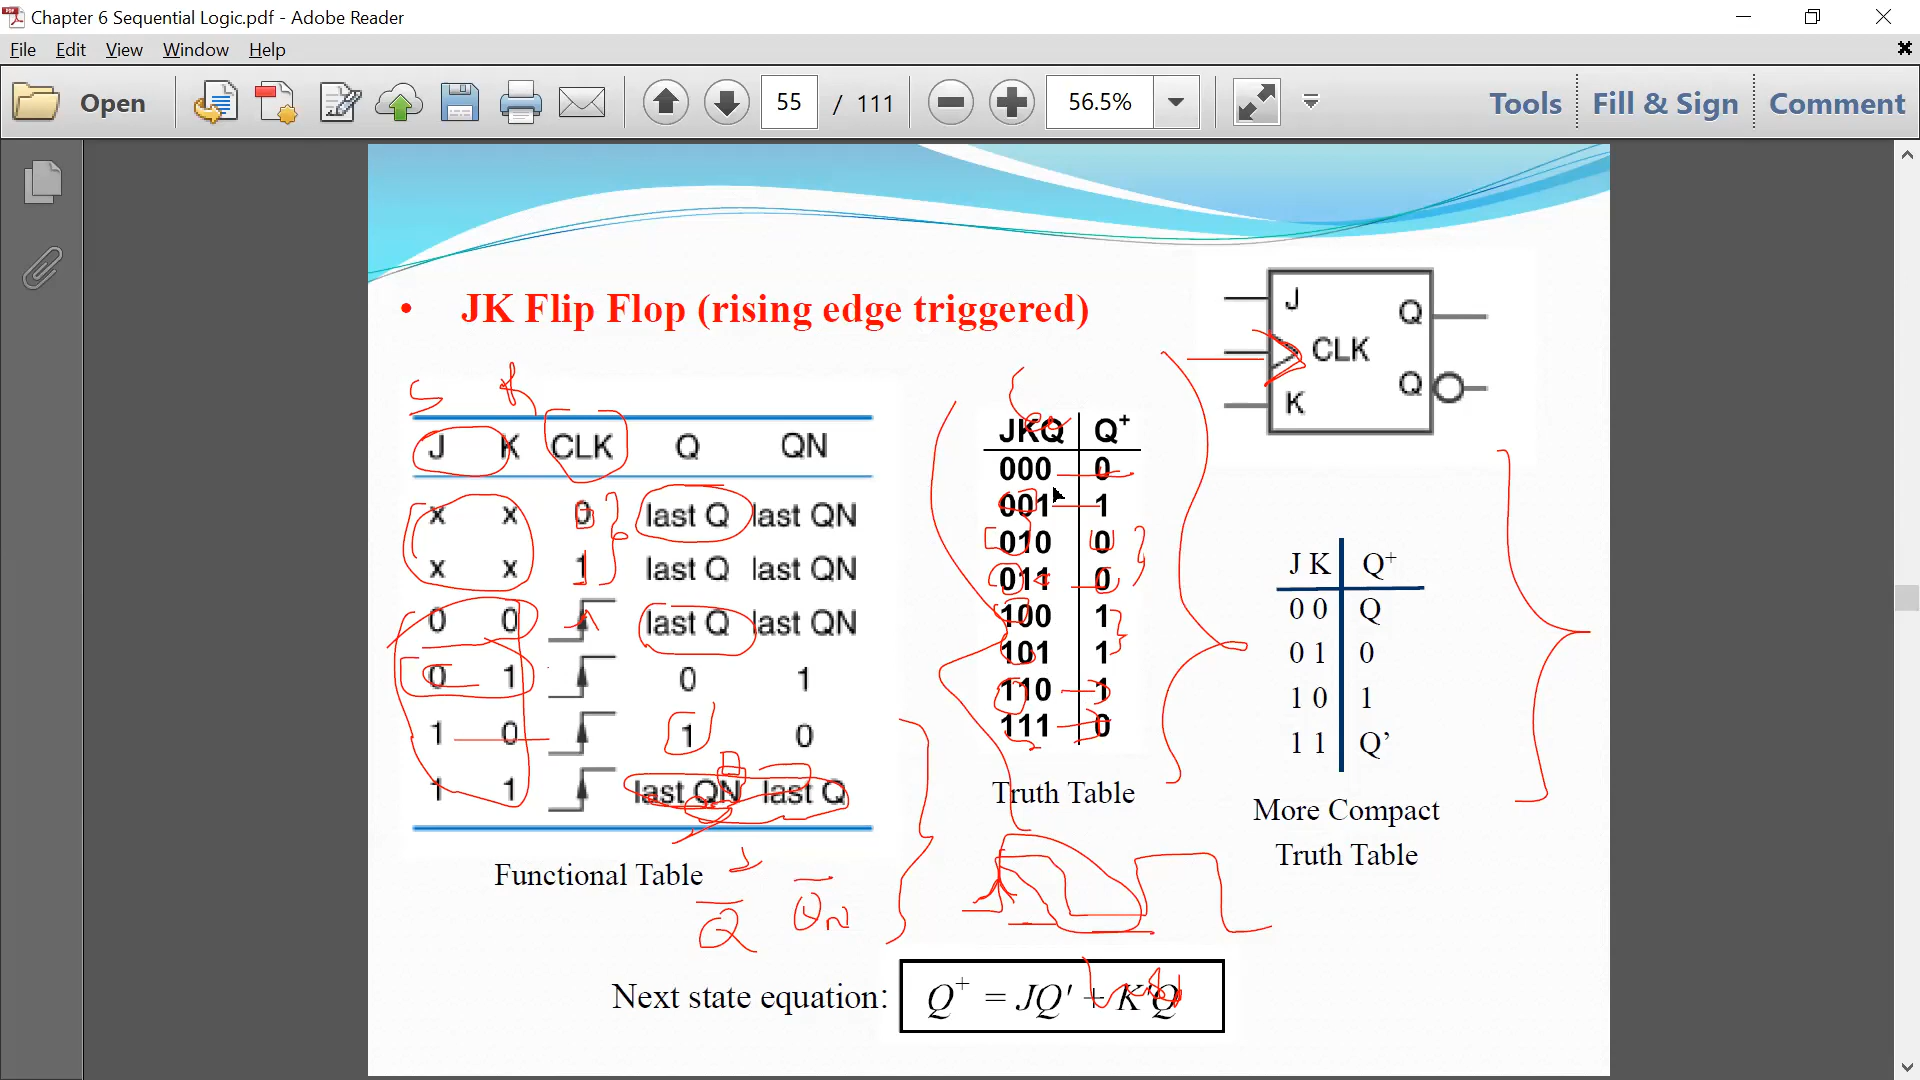 Chapter 6 Sequential Logic.pdf - Adobe Reader
File Edit View Window Help
Open 55 / 111 56.5% Tools Fill & Sign Comment
• JK Flip Flop (rising edge triggered)
J Q
CLK
K Q
J K CLK Q QN
x x 0 last Q last QN
x x 1 last Q last QN
0 0 last Q last QN
0 1 0 1
1 0 1 0
1 1 last QN last Q
Functional Table
JKQ Q+
000 0
001 1
010 0
011 0
100 1
101 1
110 1
111 0
Truth Table
J K Q+
0 0 Q
0 1 0
1 0 1
1 1 Q’
More Compact
Truth Table
Q̅ Q̅N
Next state equation: Q+ = JQ' + K'Q